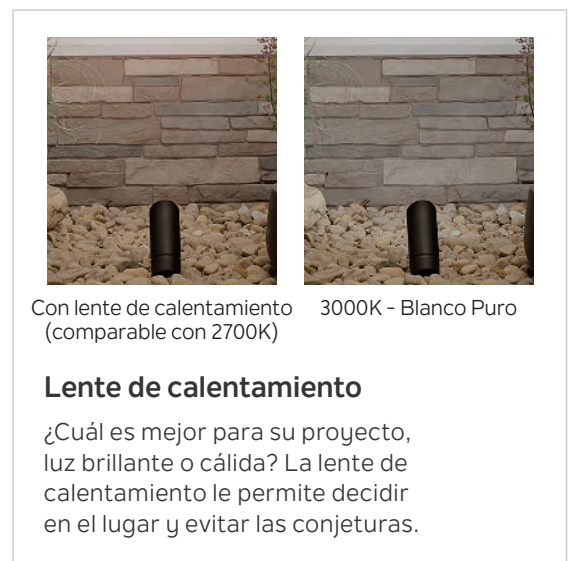 Con lente de calentamiento
(comparable con 2700K)
3000K - Blanco Puro
Lente de calentamiento
¿Cuál es mejor para su proyecto,
luz brillante o cálida? La lente de
calentamiento le permite decidir
en el lugar y evitar las conjeturas.